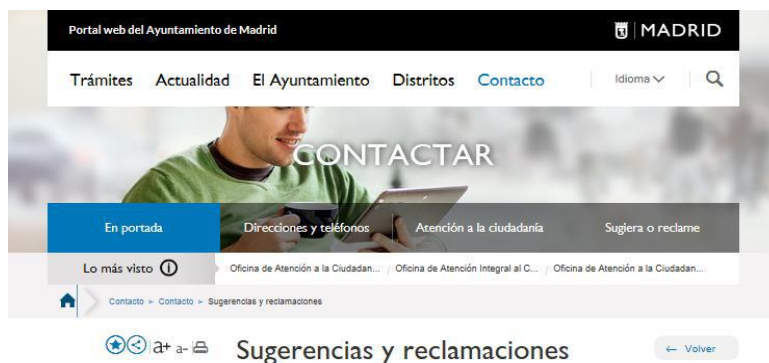 Portal web del Ayuntamiento de Madrid
MADRID
Trámites Actualidad El Ayuntamiento Distritos Contacto Idioma
CONTACTAR
En portada Direcciones y teléfonos Atención a la ciudadanía Sugiera o reclame
Lo más visto Oficina de Atención a la Ciudadan... / Oficina de Atención Integral al C... / Oficina de Atención a la Ciudadan...
Contacto » Contacto » Sugerencias y reclamaciones
a+ a- Sugerencias y reclamaciones ← Volver